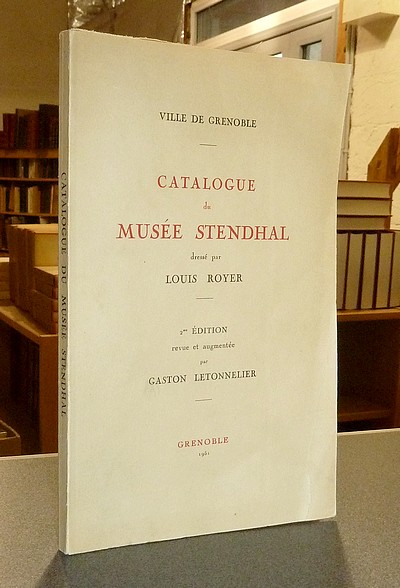 VILLE DE GRENOBLE
CATALOGUE
du
MUSÉE STENDHAL
dressé par
LOUIS ROYER
2me ÉDITION
revue et augmentée
par
GASTON LETONNELIER
GRENOBLE
1951
CATALOGUE DU MUSÉE STENDHAL